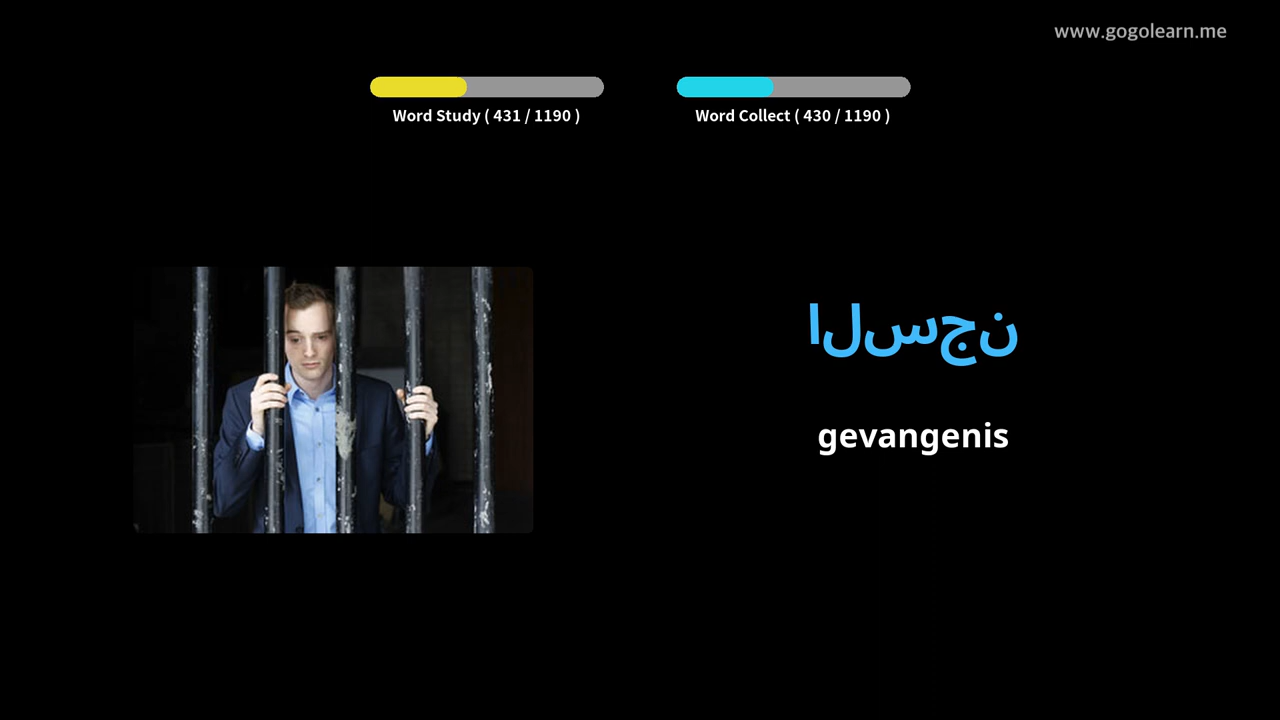 www.gogolearn.me
Word Study ( 431 / 1190 )
Word Collect ( 430 / 1190 )
السجن
gevangenis